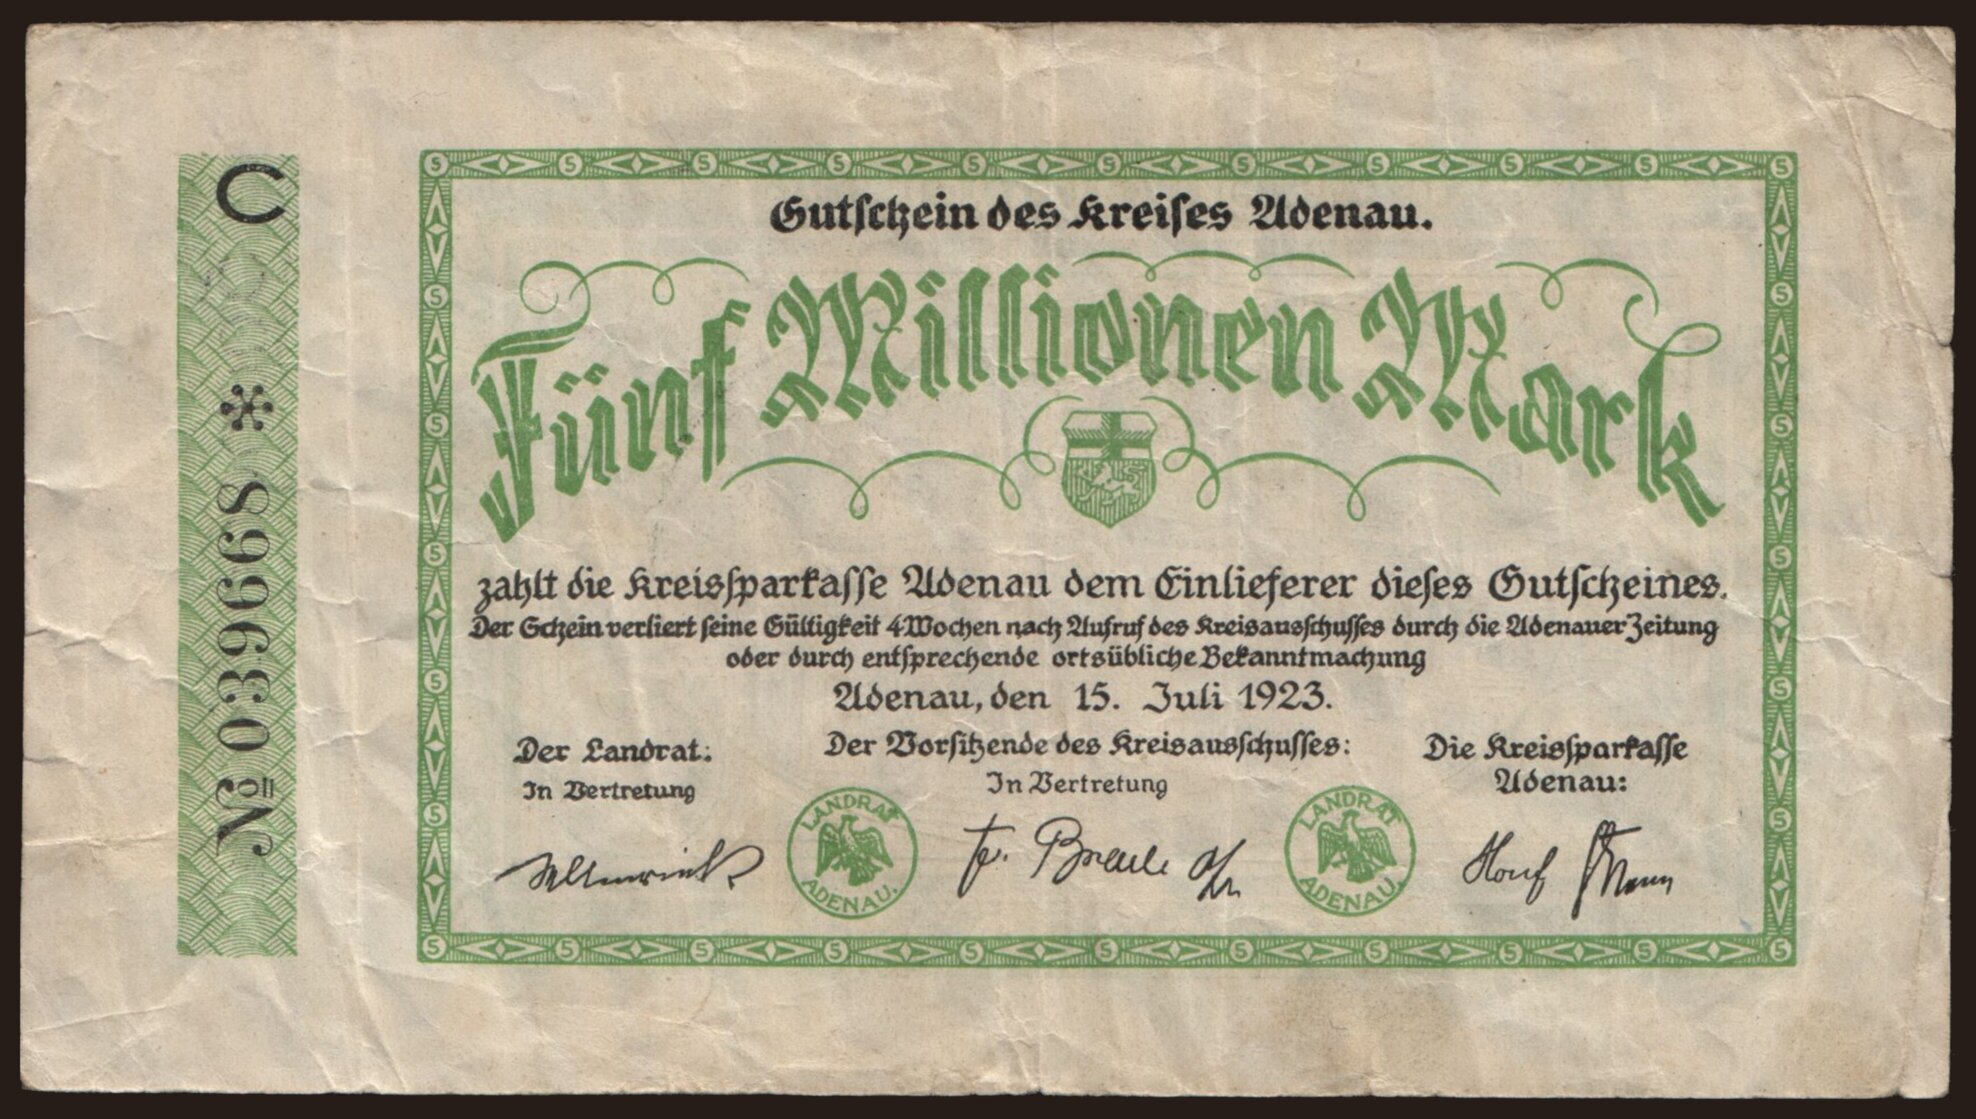 C
№ 039668 *
Gutschein des Kreises Adenau.
Fünf Millionen Mark
zahlt die Kreissparkasse Adenau dem Einlieferer dieses Gutscheines.
Der Schein verliert seine Gültigkeit 4 Wochen nach Aufruf des Kreisausschusses durch die Adenauer Zeitung
oder durch entsprechende ortsübliche Bekanntmachung
Adenau, den 15. Juli 1923.
Der Landrat:
In Vertretung
Der Vorsitzende des Kreisausschusses:
In Vertretung
Die Kreissparkasse
Adenau:
LANDRAT
ADENAU.
LANDRAT
ADENAU.